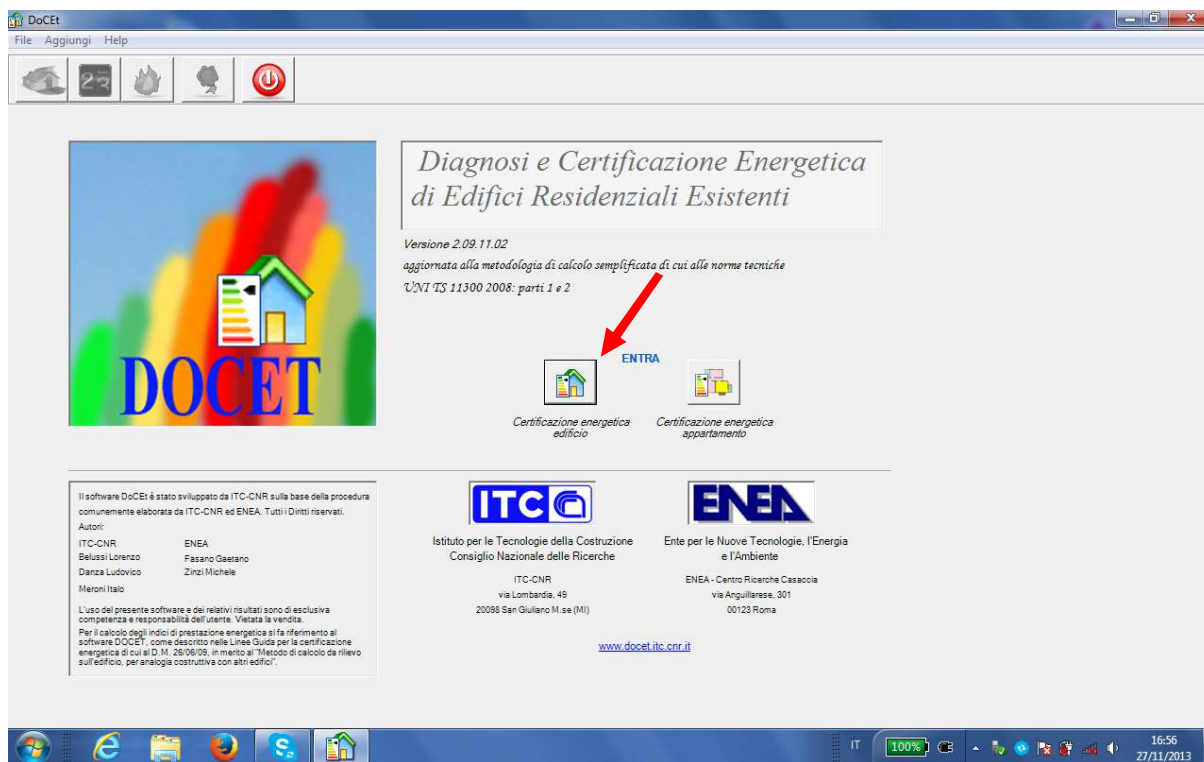 DoCEt
File Aggiungi Help
Diagnosi e Certificazione Energetica
di Edifici Residenziali Esistenti
Versione 2.09.11.02
aggiornata alla metodologia di calcolo semplificata di cui alle norme tecniche
UNI TS 11300 2008: parti 1 e 2
DOCET
ENTRA
Certificazione energetica
edificio
Certificazione energetica
appartamento
Il software DoCEt è stato sviluppato da ITC-CNR sulla base della procedura
comunemente elaborata da ITC-CNR ed ENEA. Tutti i Diritti riservati.
Autori:
ITC-CNR ENEA
Belussi Lorenzo Fasano Gaetano
Danza Ludovico Zinzi Michele
Meroni Italo
L'uso del presente software e dei relativi risultati sono di esclusiva
competenza e responsabilità dell'utente. Vietata la vendita.
Per il calcolo degli indici di prestazione energetica si fa riferimento al
software DOCET, come descritto nelle Linee Guida per la certificazione
energetica di cui al D.M. 26/06/09, in merito al "Metodo di calcolo da rilievo
sull'edificio, per analogia costruttiva con altri edifici".
ITC
Istituto per le Tecnologie della Costruzione
Consiglio Nazionale delle Ricerche
ITC-CNR
via Lombardia, 49
20098 San Giuliano M.se (MI)
ENEA
Ente per le Nuove Tecnologie, l'Energia
e l'Ambiente
ENEA - Centro Ricerche Casaccia
via Anguillarese, 301
00123 Roma
www.docet.itc.cnr.it
IT
100%
16:56
27/11/2013